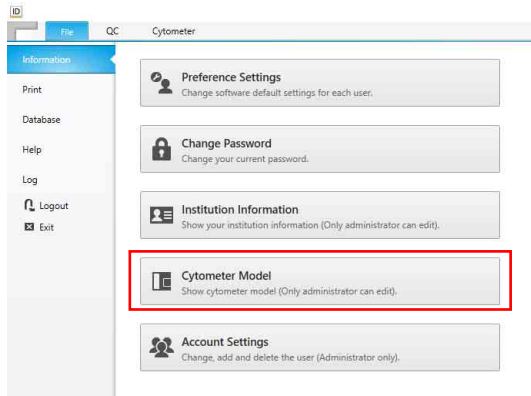 ID
File QC Cytometer
Information
Print
Database
Help
Log
Logout
Exit
Preference Settings
Change software default settings for each user.
Change Password
Change your current password.
Institution Information
Show your institution information (Only administrator can edit).
Cytometer Model
Show cytometer model (Only administrator can edit).
Account Settings
Change, add and delete the user (Administrator only).